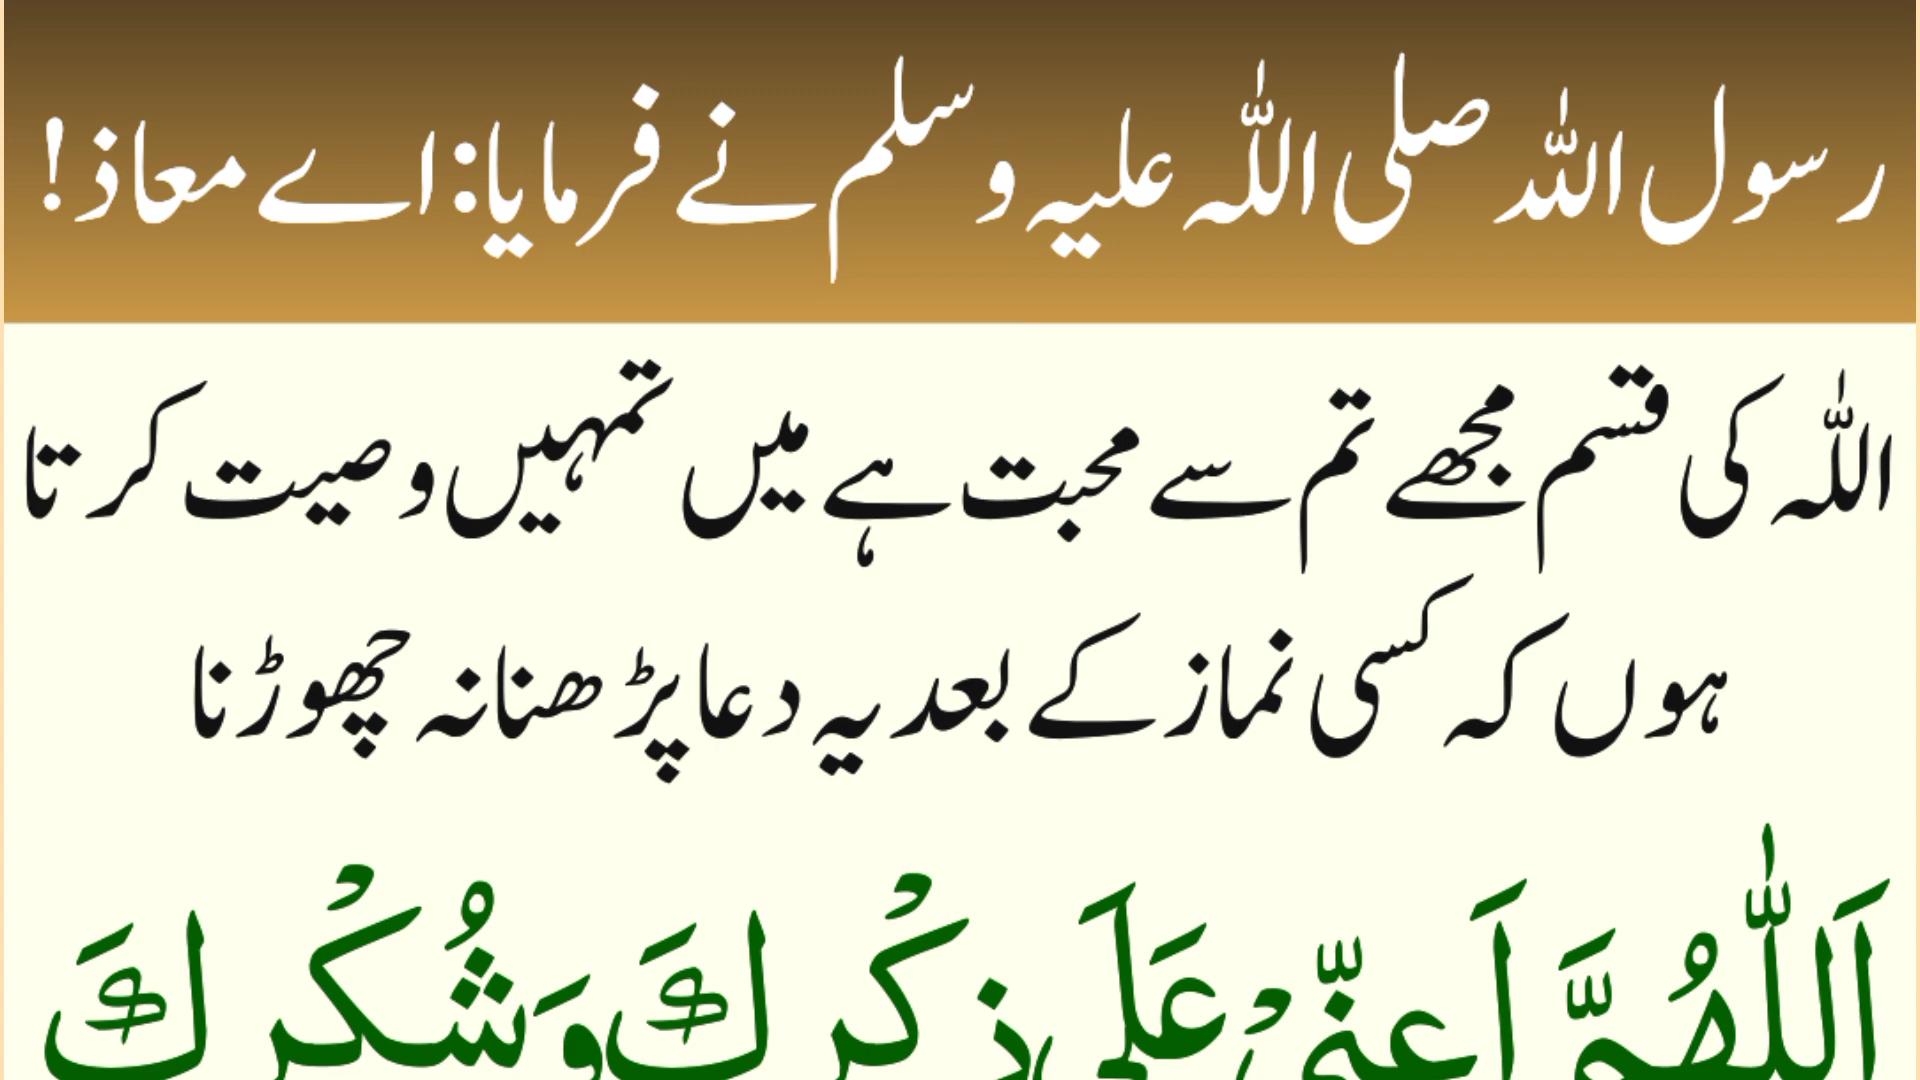 رسول اللہ صلی اللہ علیہ وسلم نے فرمایا: اے معاذ!
اللہ کی قسم مجھے تم سے محبت ہے میں تمہیں وصیت کرتا
ہوں کہ کسی نماز کے بعد یہ دعا پڑھنا نہ چھوڑنا
اَللّٰهُمَّ اَعِنِّيْ عَلَى ذِكْرِكَ وَشُكْرِكَ